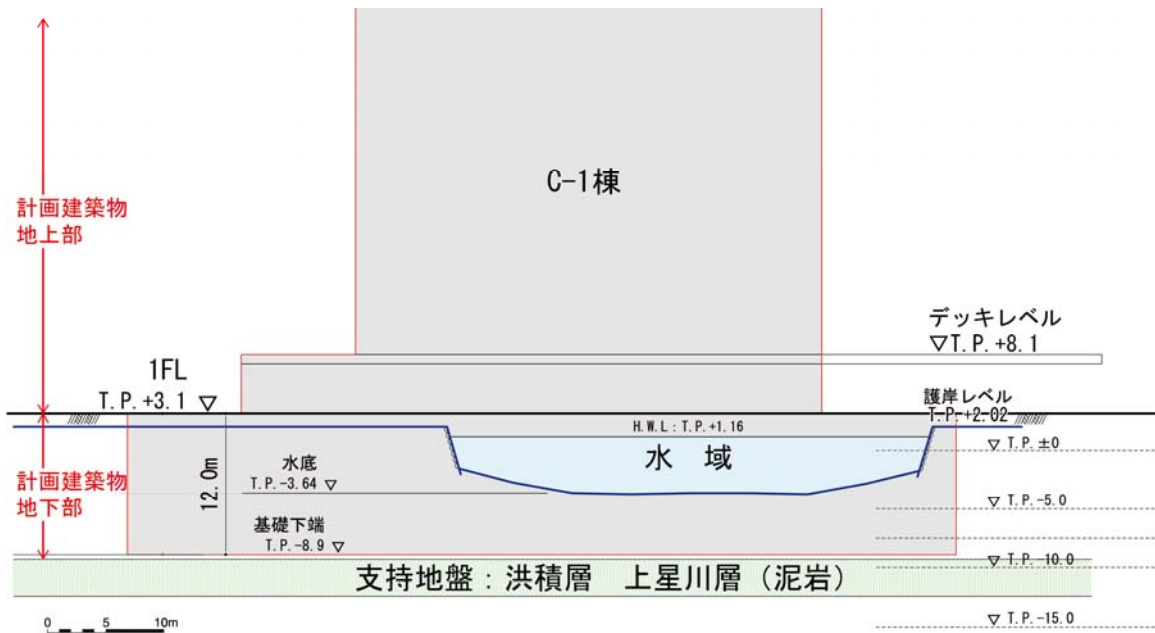 C-1棟
計画建築物
地上部
デッキレベル
▽T.P.+8.1
1FL
T.P.+3.1 ▽
護岸レベル
T.P.+2.02
H.W.L : T.P.+1.16
▽ T.P.±0
水 域
水底
T.P.-3.64 ▽
計画建築物
地下部
12.0m
▽ T.P.-5.0
基礎下端
T.P.-8.9 ▽
▽ T.P.-10.0
支持地盤：洪積層 上星川層（泥岩）
▽ T.P.-15.0
0 5 10m